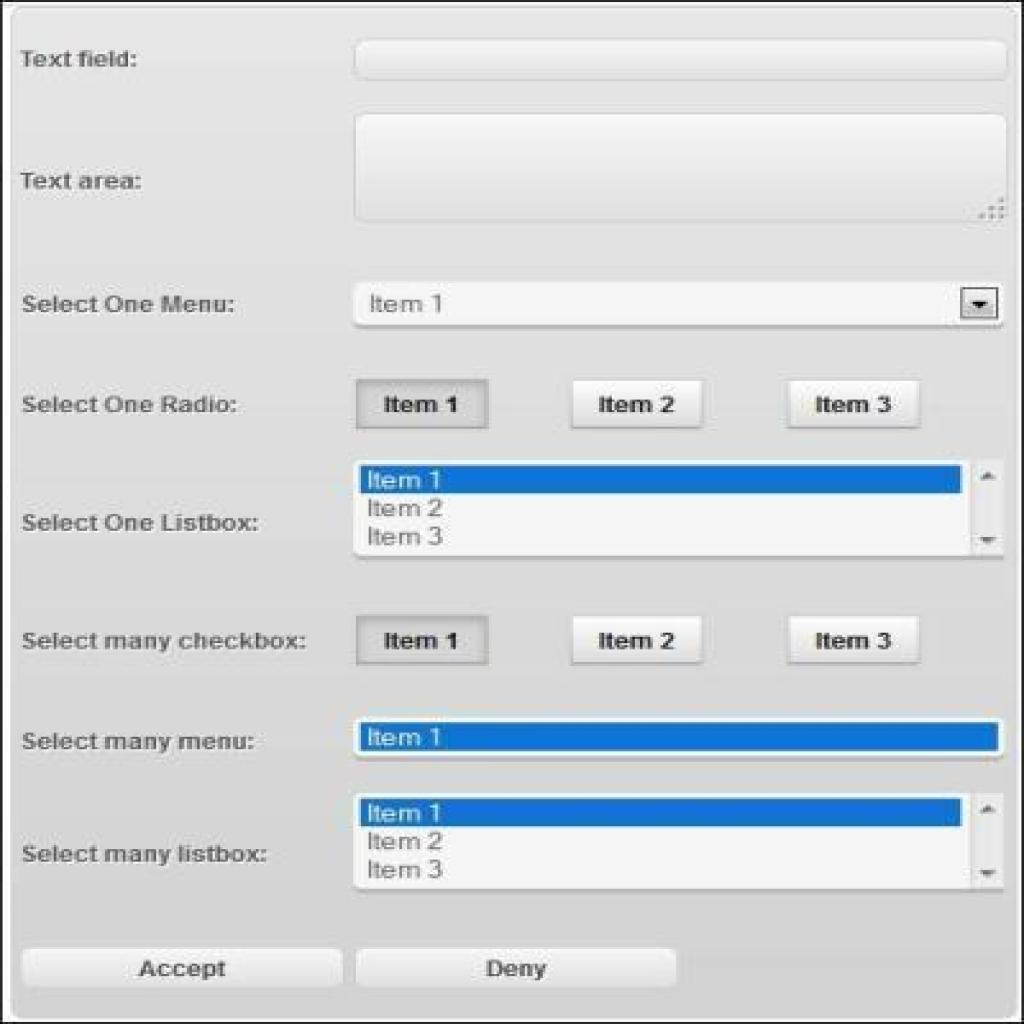 Text field:
Text area:
Select One Menu: Item 1
Select One Radio: Item 1 Item 2 Item 3
Select One Listbox:
Item 1
Item 2
Item 3
Select many checkbox: Item 1 Item 2 Item 3
Select many menu: Item 1
Select many listbox:
Item 1
Item 2
Item 3
Accept Deny